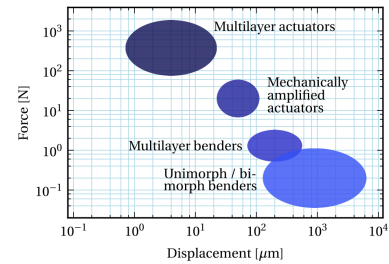 Multilayer actuators
10³
10²
Mechanically
amplified
actuators
10¹
Force [N]
Multilayer benders
10⁰
Unimorph / bi-
morph benders
10⁻¹
10⁻¹ 10⁰ 10¹ 10² 10³ 10⁴
Displacement [μm]